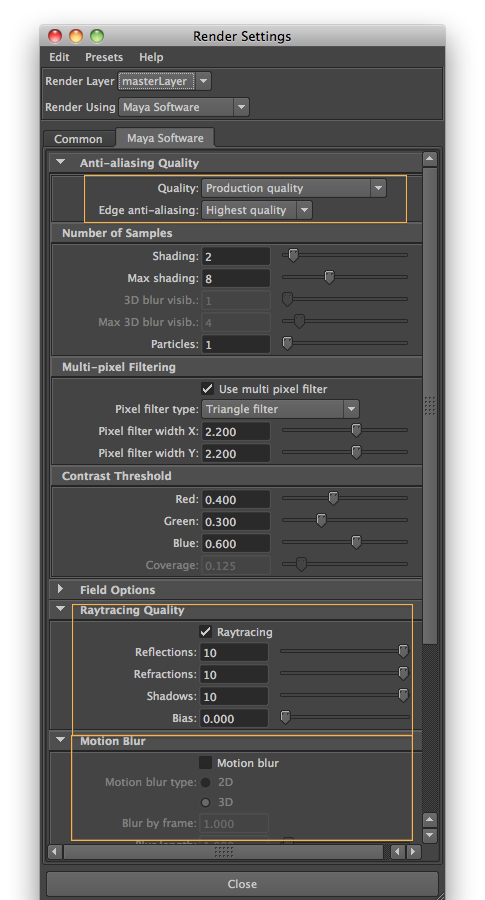 Render Settings
Edit Presets Help
Render Layer masterLayer
Render Using Maya Software
Common Maya Software
Anti-aliasing Quality
Quality: Production quality
Edge anti-aliasing: Highest quality
Number of Samples
Shading: 2
Max shading: 8
3D blur visib.: 1
Max 3D blur visib.: 4
Particles: 1
Multi-pixel Filtering
Use multi pixel filter
Pixel filter type: Triangle filter
Pixel filter width X: 2.200
Pixel filter width Y: 2.200
Contrast Threshold
Red: 0.400
Green: 0.300
Blue: 0.600
Coverage: 0.125
Field Options
Raytracing Quality
Raytracing
Reflections: 10
Refractions: 10
Shadows: 10
Bias: 0.000
Motion Blur
Motion blur
Motion blur type: 2D
3D
Blur by frame: 1.000
Close